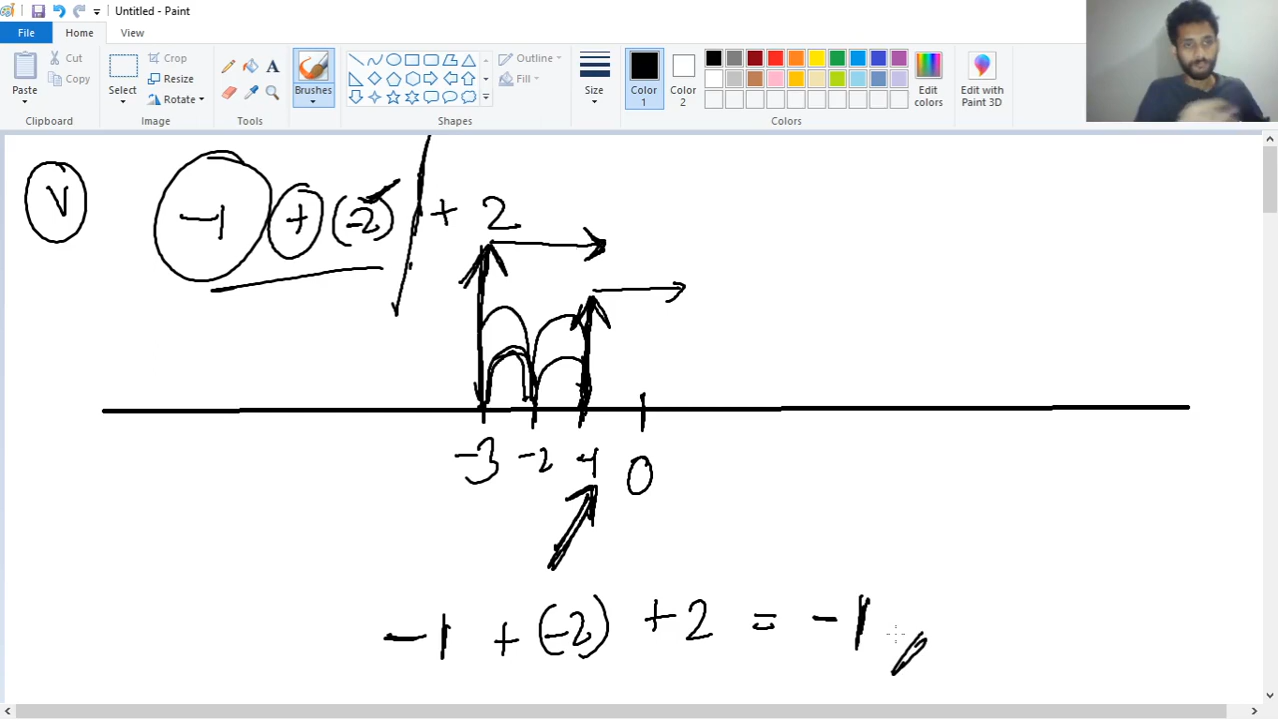 Untitled - Paint
File Home View
Paste Cut Copy Clipboard
Select Crop Resize Rotate Image
A Tools
Brushes
Outline Fill Shapes
Size
Color 1 Color 2 Edit colors Edit with Paint 3D Colors
V -1 + (-2) + 2
-3 -2 -1 0
-1 + (-2) + 2 = -1